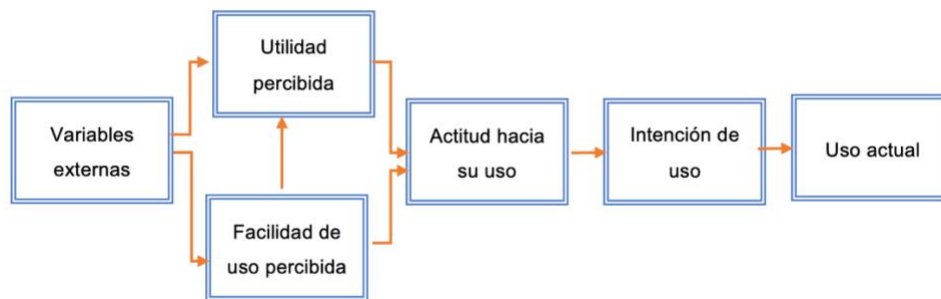 Utilidad
percibida
Variables
externas
Facilidad de
uso percibida
Actitud hacia
su uso
Intención de
uso
Uso actual